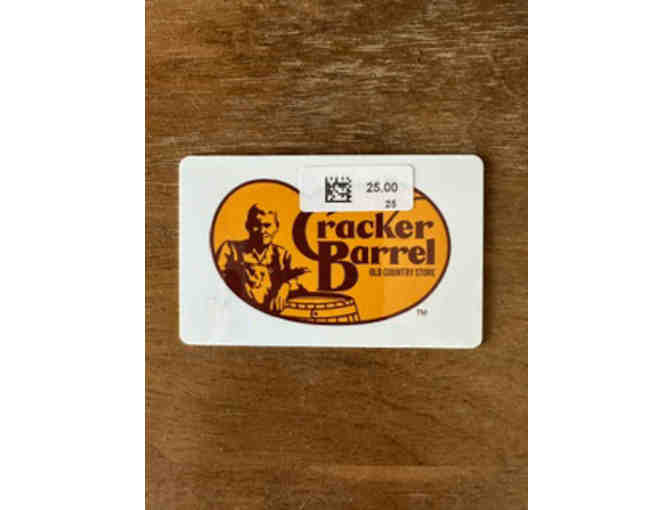 25.00
25
Cracker
Barrel
OLD COUNTRY STORE
TM